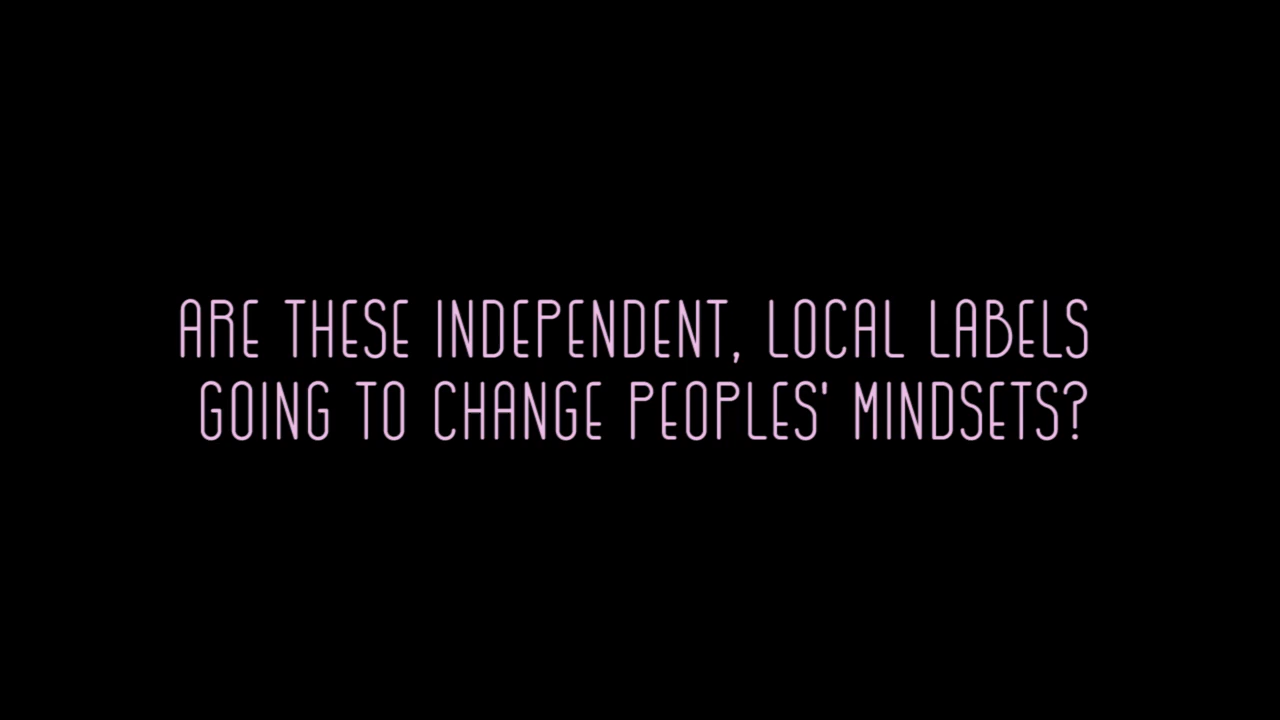 ARE THESE INDEPENDENT, LOCAL LABELS
GOING TO CHANGE PEOPLES' MINDSETS?